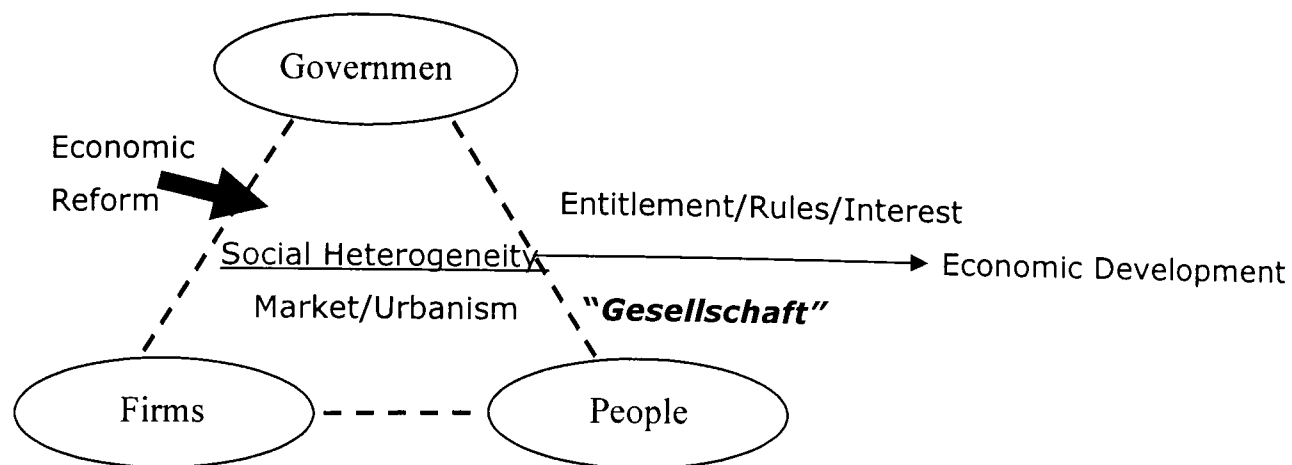 Governmen
Economic
Reform
Entitlement/Rules/Interest
Social Heterogeneity
Economic Development
Market/Urbanism
“Gesellschaft”
Firms
People